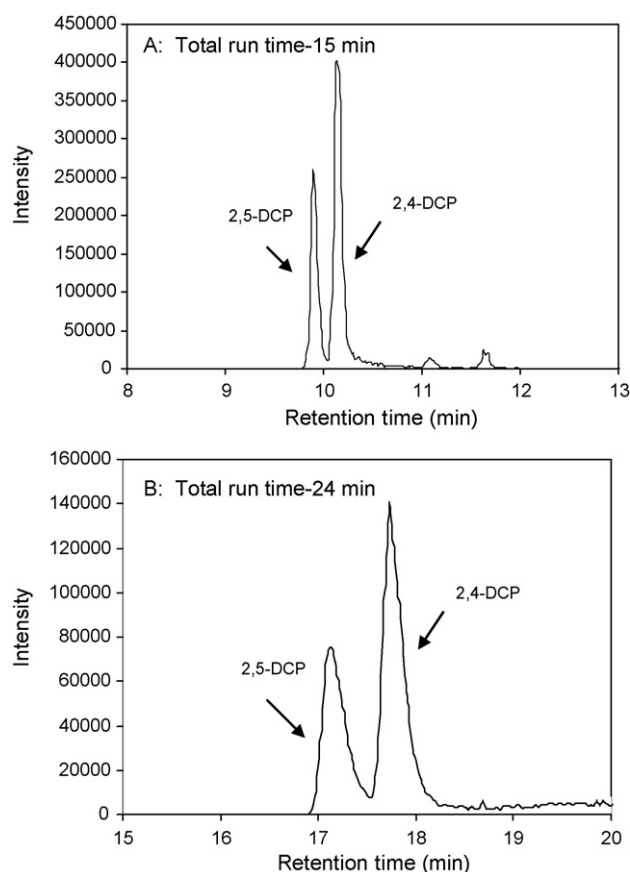 A: Total run time-15 min
450000
400000
350000
300000
250000
200000
150000
100000
50000
0
Intensity
2,5-DCP
2,4-DCP
8 9 10 11 12 13
Retention time (min)
B: Total run time-24 min
160000
140000
120000
100000
80000
60000
40000
20000
0
Intensity
2,5-DCP
2,4-DCP
15 16 17 18 19 20
Retention time (min)